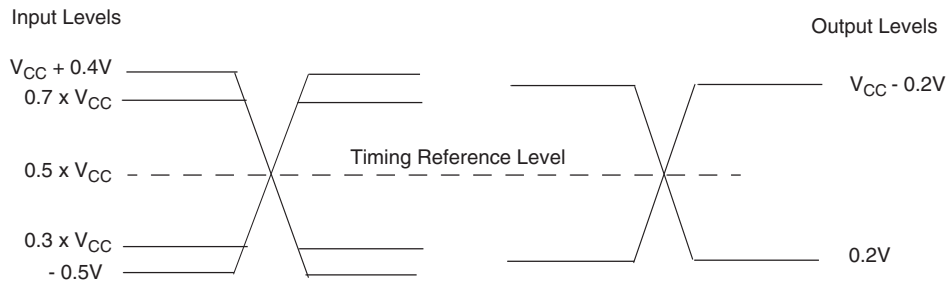 Input Levels
Output Levels
VCC + 0.4V
0.7 x VCC
0.5 x VCC
0.3 x VCC
- 0.5V
Timing Reference Level
VCC - 0.2V
0.2V